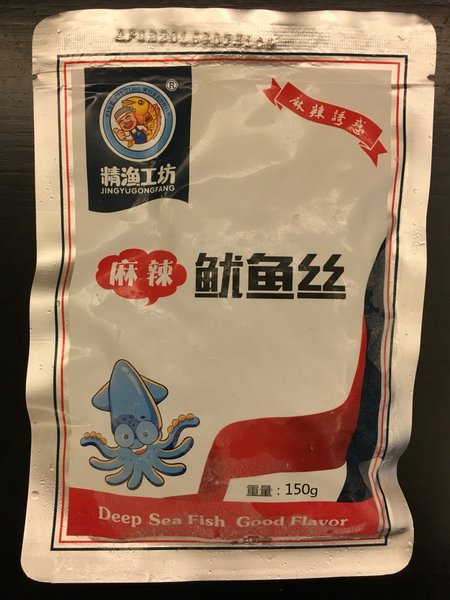 精渔工坊
JINGYUGONGFANG
®
麻辣誘惑
麻辣 鱿鱼丝
重量：150g
Deep Sea Fish Good Flavor